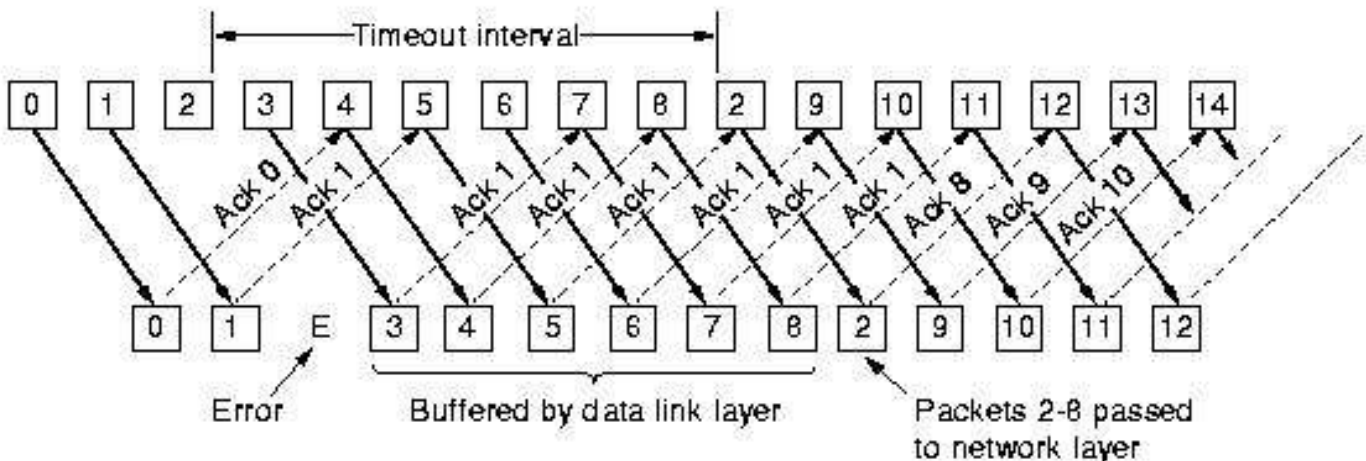 Timeout interval
0 1 2 3 4 5 6 7 8 2 9 10 11 12 13 14
Ack 0 Ack 1 Ack 1 Ack 1 Ack 1 Ack 1 Ack 1 Ack 8 Ack 9 Ack 10
0 1 E 3 4 5 6 7 8 2 9 10 11 12
Error Buffered by data link layer Packets 2-8 passed
to network layer